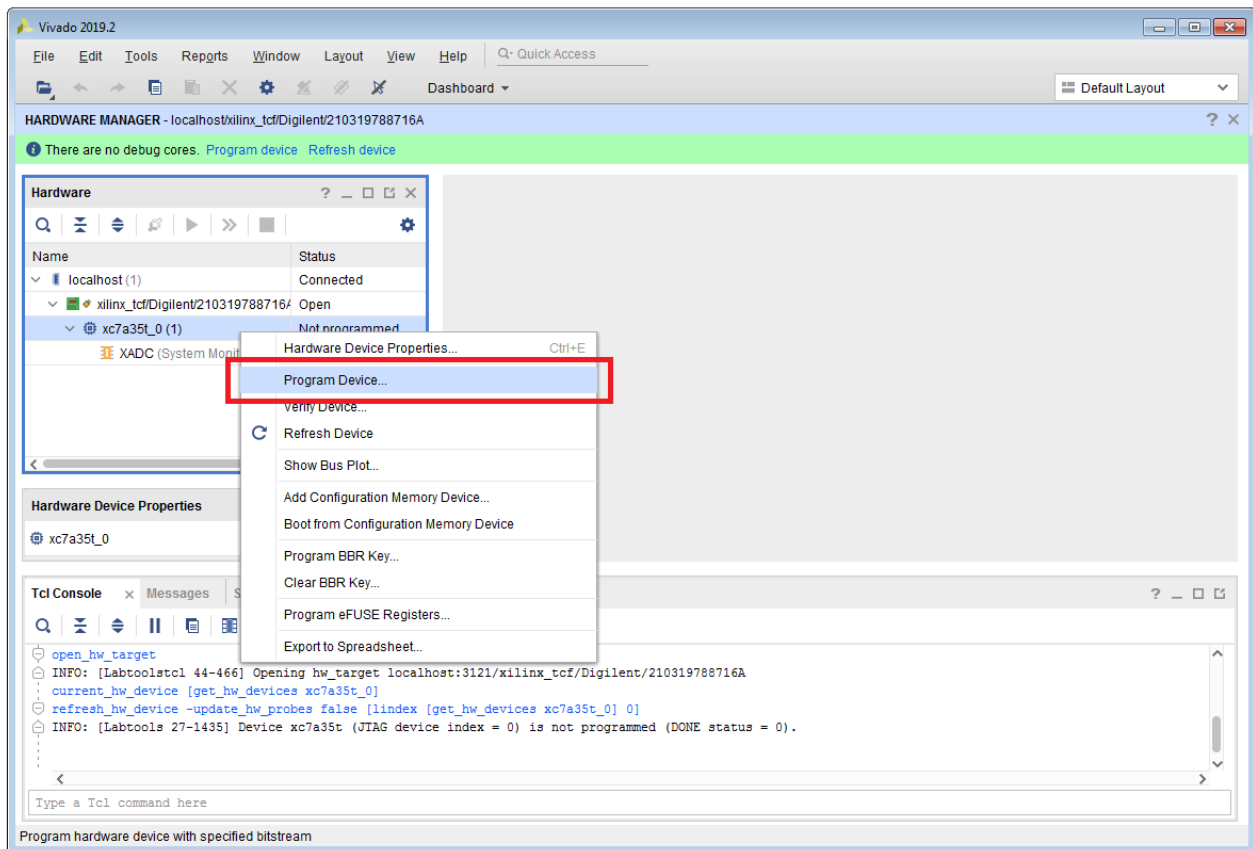 Vivado 2019.2
File Edit Tools Reports Window Layout View Help Quick Access
Dashboard Default Layout
HARDWARE MANAGER - localhost/xilinx_tcf/Digilent/210319788716A
There are no debug cores. Program device Refresh device
Hardware
Name Status
localhost (1) Connected
xilinx_tcf/Digilent/210319788716A Open
xc7a35t_0 (1) Not programmed
XADC (System Monit
Hardware Device Properties... Ctrl+E
Program Device...
Verify Device...
Refresh Device
Show Bus Plot...
Add Configuration Memory Device...
Boot from Configuration Memory Device
Program BBR Key...
Clear BBR Key...
Program eFUSE Registers...
Export to Spreadsheet...
Hardware Device Properties
xc7a35t_0
Tcl Console Messages S
open_hw_target
INFO: [Labtoolstcl 44-466] Opening hw_target localhost:3121/xilinx_tcf/Digilent/210319788716A
current_hw_device [get_hw_devices xc7a35t_0]
refresh_hw_device -update_hw_probes false [lindex [get_hw_devices xc7a35t_0] 0]
INFO: [Labtools 27-1435] Device xc7a35t (JTAG device index = 0) is not programmed (DONE status = 0).
Type a Tcl command here
Program hardware device with specified bitstream